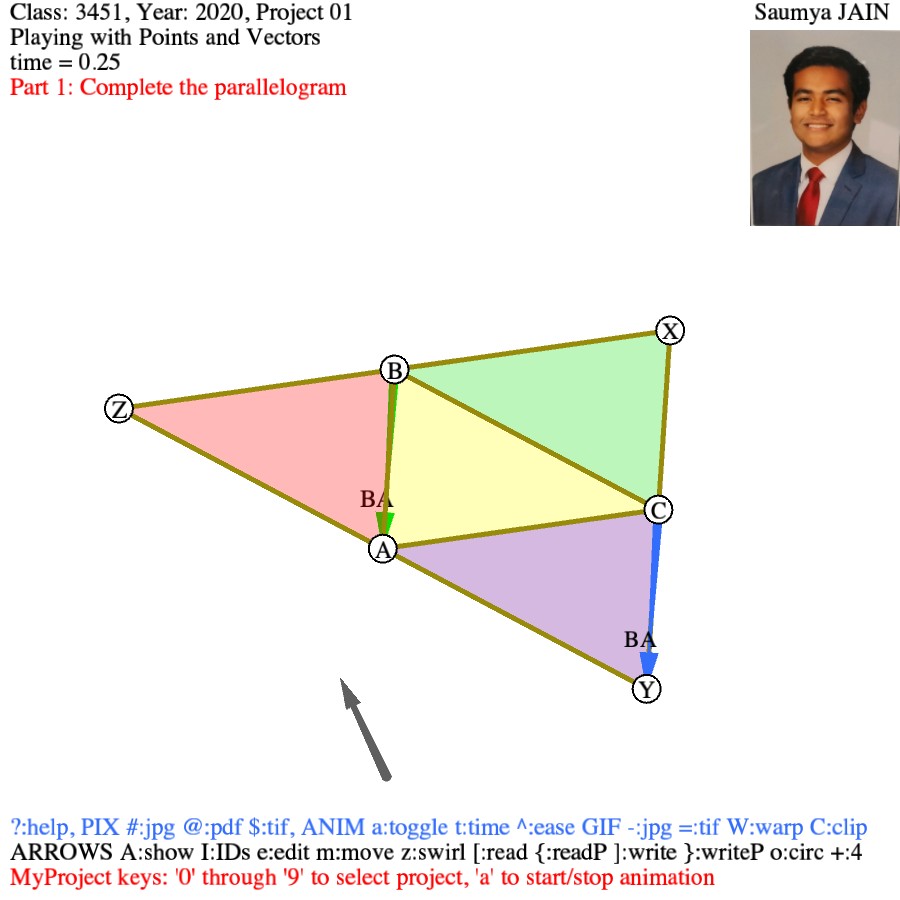 Class: 3451, Year: 2020, Project 01
Saumya JAIN
Playing with Points and Vectors
time = 0.25
Part 1: Complete the parallelogram
X
B
Z
BA
C
A
BA
Y
?:help, PIX #:jpg @:pdf $:tif, ANIM a:toggle t:time ^:ease GIF -:jpg =:tif W:warp C:clip
ARROWS A:show I:IDs e:edit m:move z:swirl [:read {:readP ]:write }:writeP o:circ +:4
MyProject keys: '0' through '9' to select project, 'a' to start/stop animation